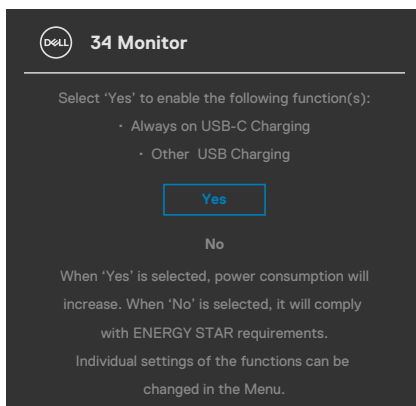 DELL
34 Monitor
Select ‘Yes’ to enable the following function(s):
· Always on USB-C Charging
· Other USB Charging
Yes
No
When ‘Yes’ is selected, power consumption will
increase. When ‘No’ is selected, it will comply
with ENERGY STAR requirements.
Individual settings of the functions can be
changed in the Menu.